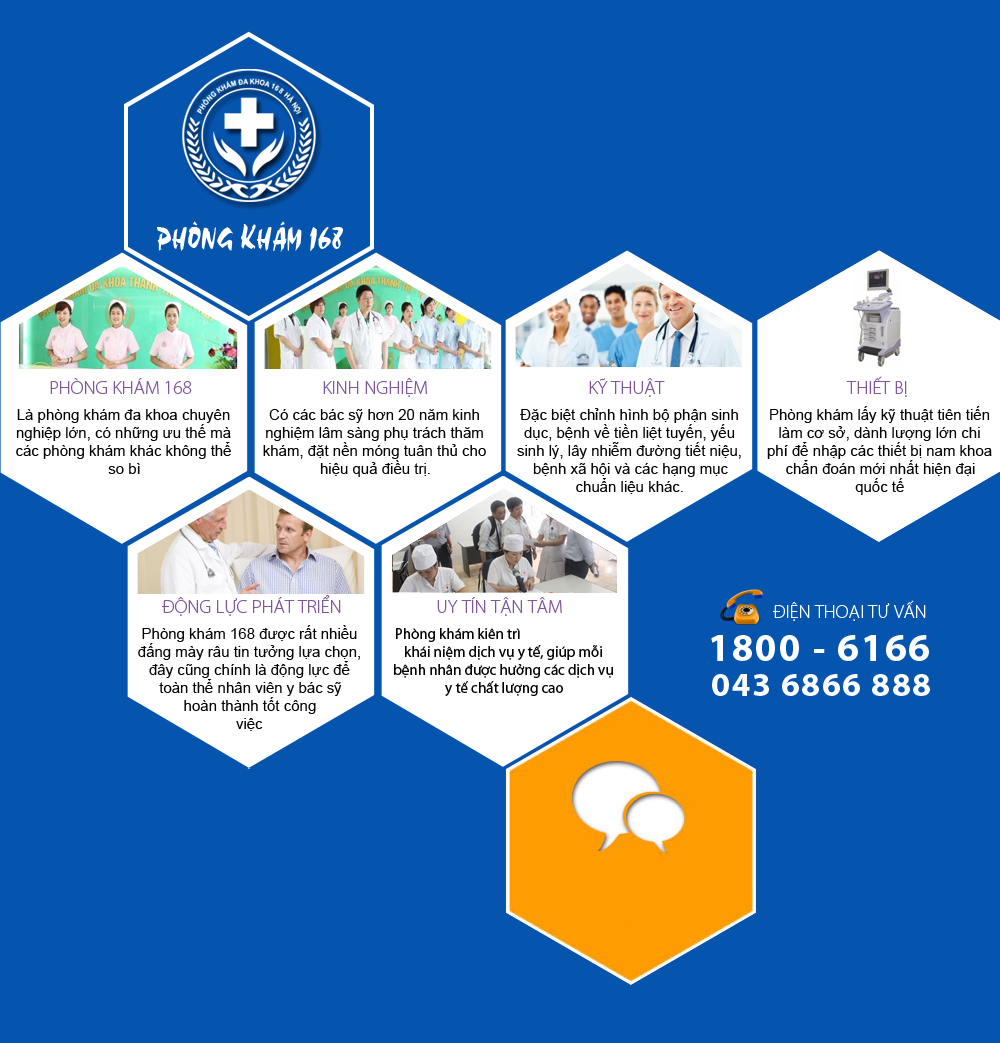 PHÒNG KHÁM ĐA KHOA 168 HÀ NỘI
PHÒNG KHÁM 168
PHÒNG KHÁM 168
Là phòng khám đa khoa chuyên
nghiệp lớn, có những ưu thế mà
các phòng khám khác không thể
so bì
KINH NGHIỆM
Có các bác sỹ hơn 20 năm kinh
nghiệm lâm sàng phụ trách thăm
khám, đặt nền móng tuân thủ cho
hiệu quả điều trị.
KỸ THUẬT
Đặc biệt chỉnh hình bộ phận sinh
dục, bệnh về tiền liệt tuyến, yếu
sinh lý, lây nhiễm đường tiết niệu,
bệnh xã hội và các hạng mục
chuẩn liệu khác.
THIẾT BỊ
Phòng khám lấy kỹ thuật tiên tiến
làm cơ sở, dành lượng lớn chi
phí để nhập các thiết bị nam khoa
chẩn đoán mới nhất hiện đại
quốc tế
ĐỘNG LỰC PHÁT TRIỂN
Phòng khám 168 được rất nhiều
đấng mày râu tin tưởng lựa chọn,
đây cũng chính là động lực để
toàn thể nhân viên y bác sỹ
hoàn thành tốt công
việc
UY TÍN TẬN TÂM
Phòng khám kiên trì
khái niệm dịch vụ y tế, giúp mỗi
bệnh nhân được hưởng các dịch vụ
y tế chất lượng cao
ĐIỆN THOẠI TƯ VẤN
1800 - 6166
043 6866 888